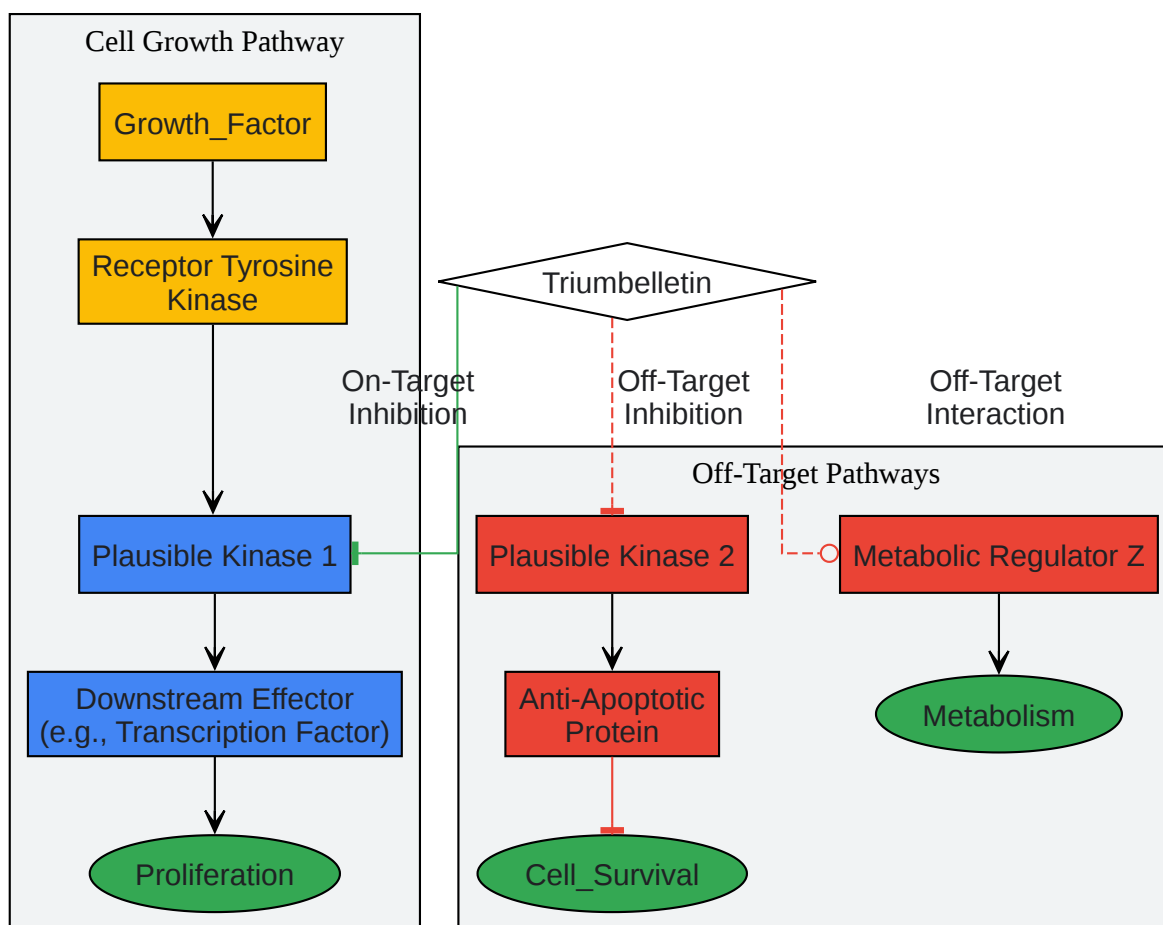 Cell Growth Pathway
Growth_Factor
Receptor Tyrosine
Kinase
Triumbelletin
On-Target
Inhibition
Off-Target
Inhibition
Off-Target
Interaction
Off-Target Pathways
Plausible Kinase 1
Plausible Kinase 2
Metabolic Regulator Z
Downstream Effector
(e.g., Transcription Factor)
Anti-Apoptotic
Protein
Metabolism
Proliferation
Cell_Survival